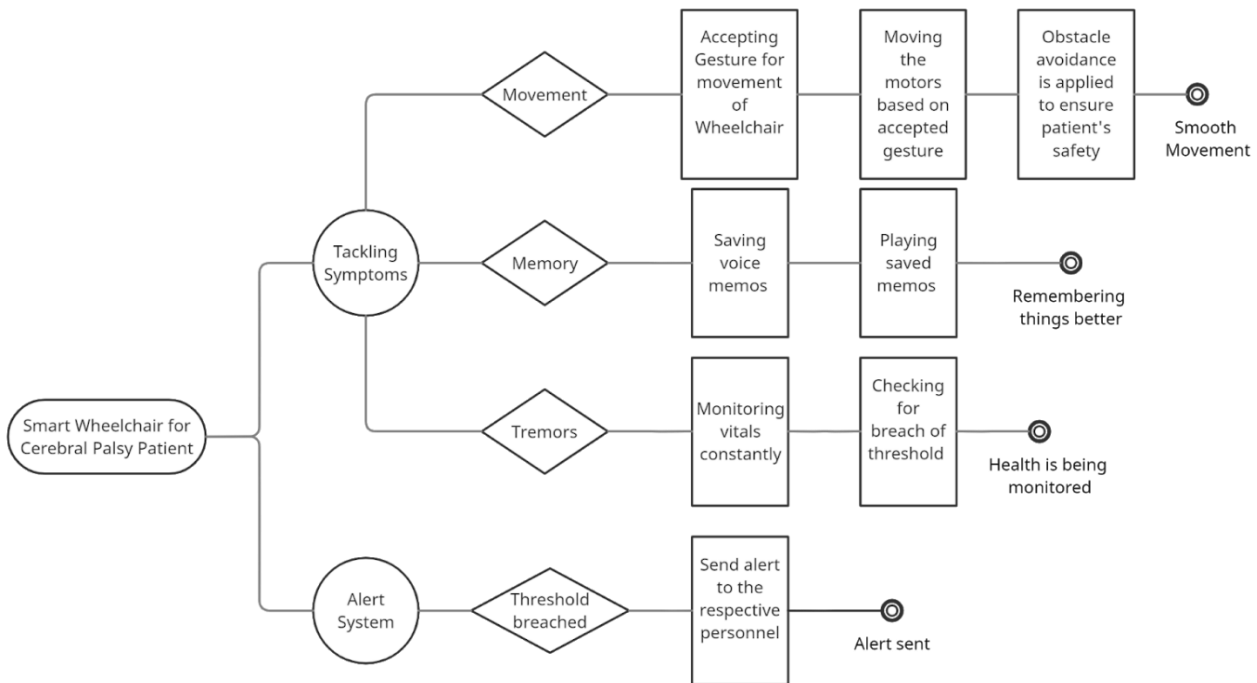 Movement
Accepting
Gesture for
movement
of
Wheelchair
Moving
the
motors
based on
accepted
gesture
Obstacle
avoidance
is applied
to ensure
patient's
safety
Smooth
Movement
Tackling
Symptoms
Memory
Saving
voice
memos
Playing
saved
memos
Remembering
things better
Tremors
Monitoring
vitals
constantly
Checking
for
breach of
threshold
Health is being
monitored
Smart Wheelchair for
Cerebral Palsy Patient
Alert
System
Threshold
breached
Send alert
to the
respective
personnel
Alert sent